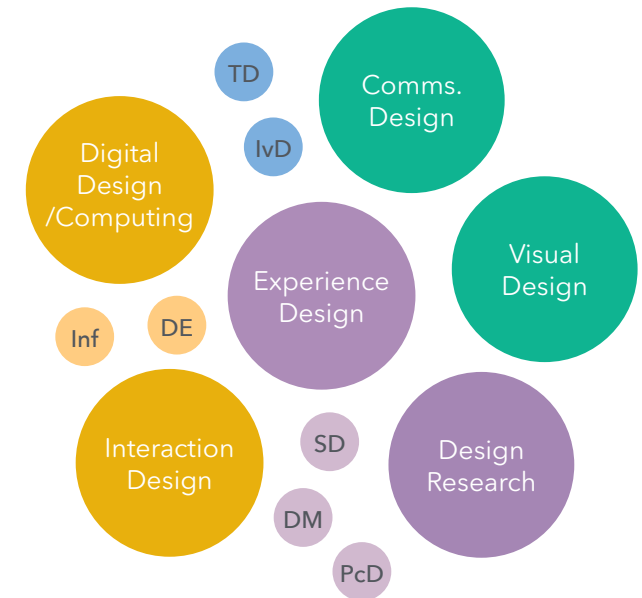 TD
Comms.
Design
IvD
Digital
Design
/Computing
Visual
Design
Experience
Design
Inf
DE
Interaction
Design
SD
Design
Research
DM
PcD